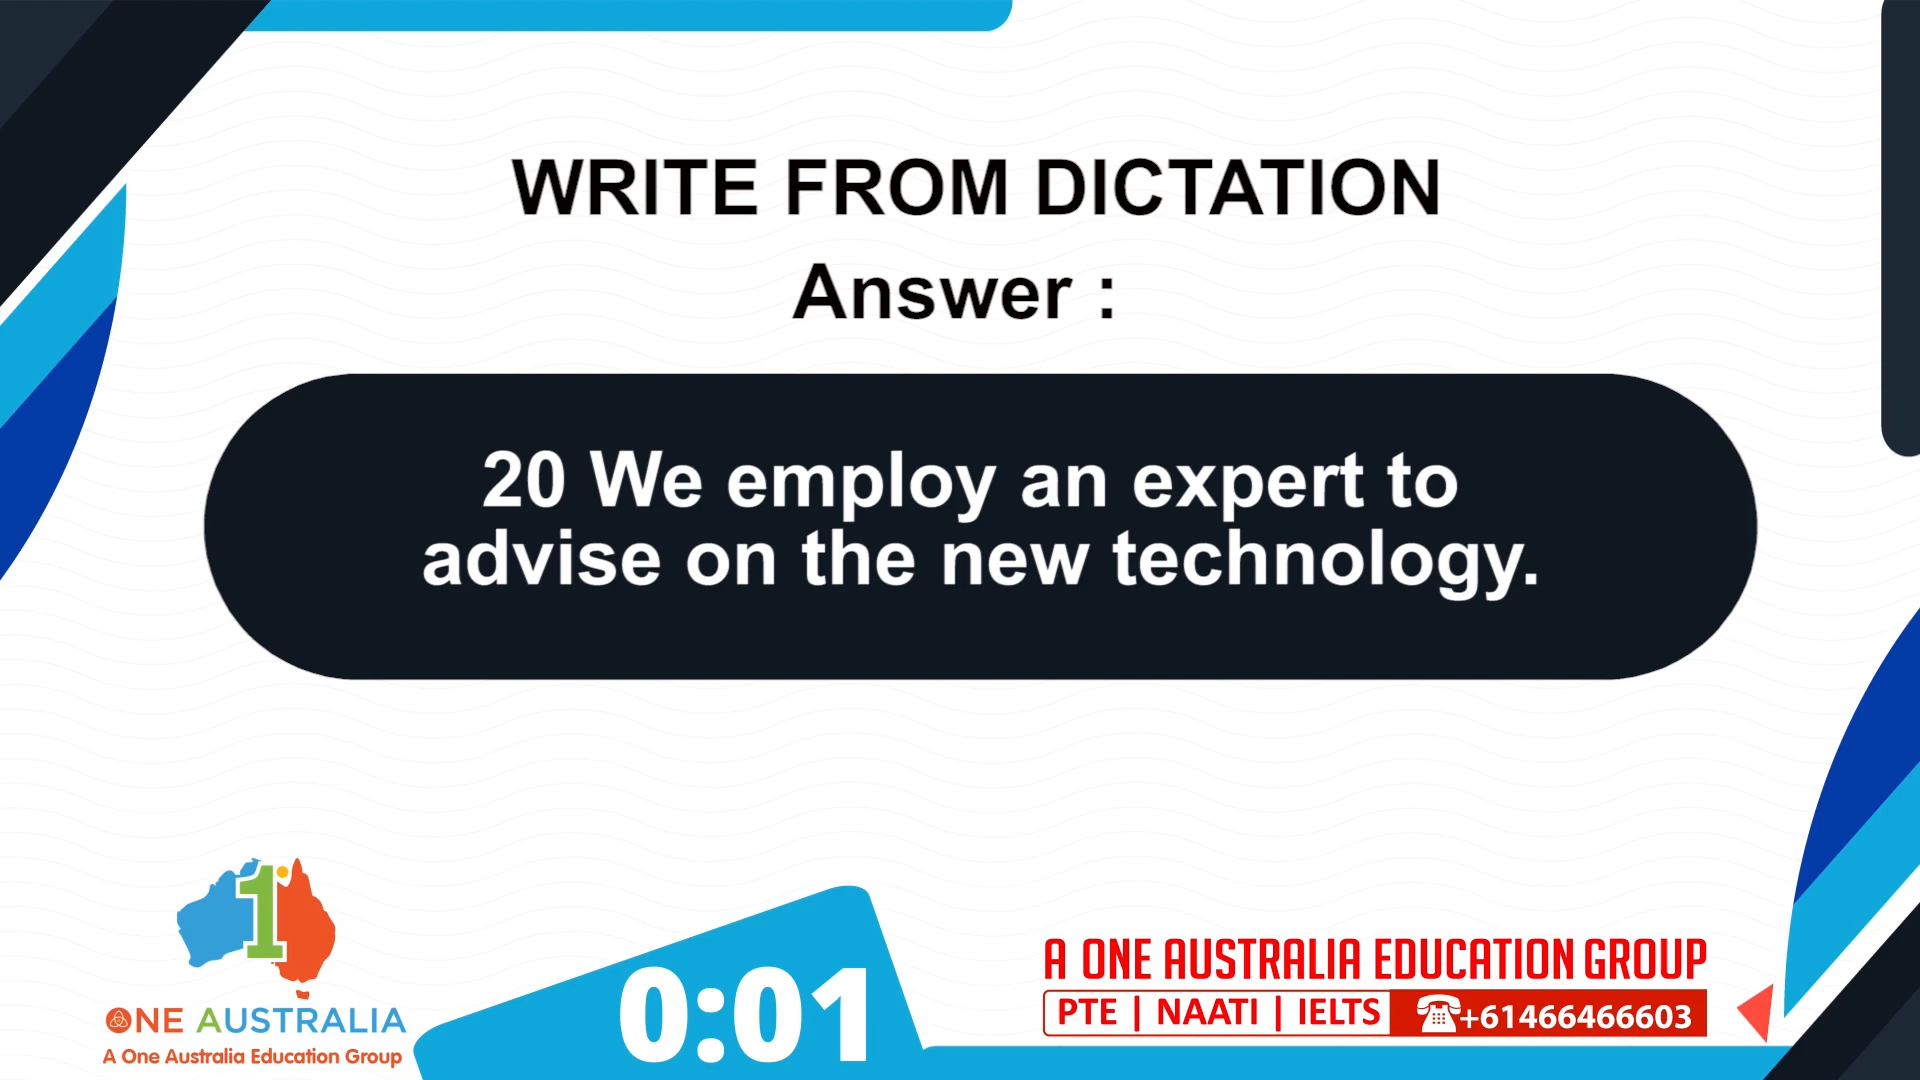 WRITE FROM DICTATION
Answer :
20 We employ an expert to
advise on the new technology.
1
ONE AUSTRALIA
A One Australia Education Group
0:01
A ONE AUSTRALIA EDUCATION GROUP
PTE | NAATI | IELTS +61466466603